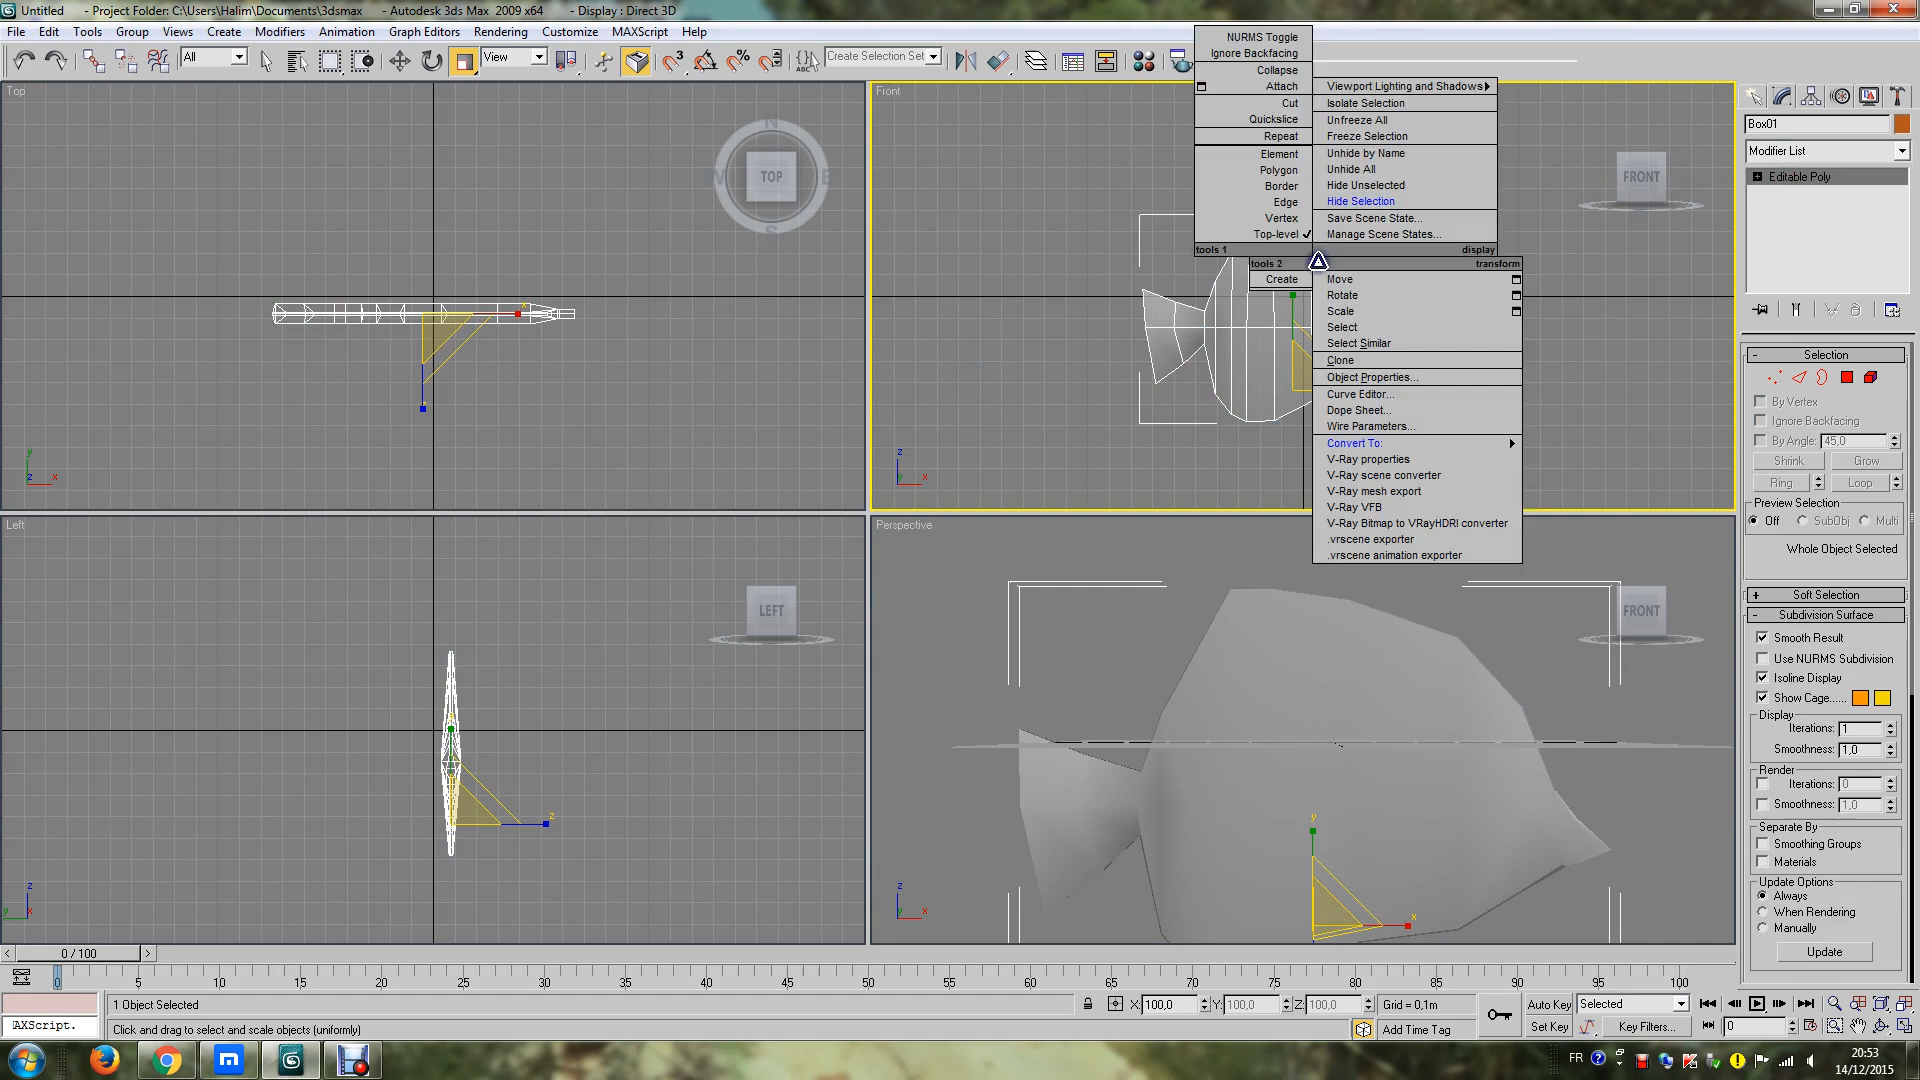 Untitled - Project Folder: C:\Users\Halim\Documents\3dsmax - Autodesk 3ds Max 2009 x64 - Display : Direct 3D
File Edit Tools Group Views Create Modifiers Animation Graph Editors Rendering Customize MAXScript Help
All View Create Selection Set
Top
N
TOP
S
y
z x
x
Front
FRONT
z
x
NURMS Toggle
Ignore Backfacing
Collapse
Attach
Cut
Quickslice
Repeat
Element
Polygon
Border
Edge
Vertex
Top-level
tools 1
Viewport Lighting and Shadows
Isolate Selection
Unfreeze All
Freeze Selection
Unhide by Name
Unhide All
Hide Unselected
Hide Selection
Save Scene State...
Manage Scene States...
display
tools 2
Create
transform
Move
Rotate
Scale
Select
Select Similar
Clone
Object Properties...
Curve Editor...
Dope Sheet...
Wire Parameters...
Convert To:
V-Ray properties
V-Ray scene converter
V-Ray mesh export
V-Ray VFB
V-Ray Bitmap to VRayHDRI converter
.vrscene exporter
.vrscene animation exporter
Left
LEFT
z
z
y x
Perspective
FRONT
y
x
z
x
Box01
Modifier List
Editable Poly
- Selection
By Vertex
Ignore Backfacing
By Angle: 45,0
Shrink Grow
Ring Loop
Preview Selection
Off SubObj Multi
Whole Object Selected
+ Soft Selection
- Subdivision Surface
Smooth Result
Use NURMS Subdivision
Isoline Display
Show Cage......
Display
Iterations: 1
Smoothness: 1,0
Render
Iterations: 0
Smoothness: 1,0
Separate By
Smoothing Groups
Materials
Update Options
Always
When Rendering
Manually
Update
< 0 / 100 >
0 5 10 15 20 25 30 35 40 45 50 55 60 65 70 75 80 85 90 95 100
1 Object Selected X: 100,0 Y: 100,0 Z: 100,0 Grid = 0,1m Auto Key Selected
AXScript. Click and drag to select and scale objects (uniformly) Add Time Tag Set Key Key Filters... 0
FR
20:53
14/12/2015